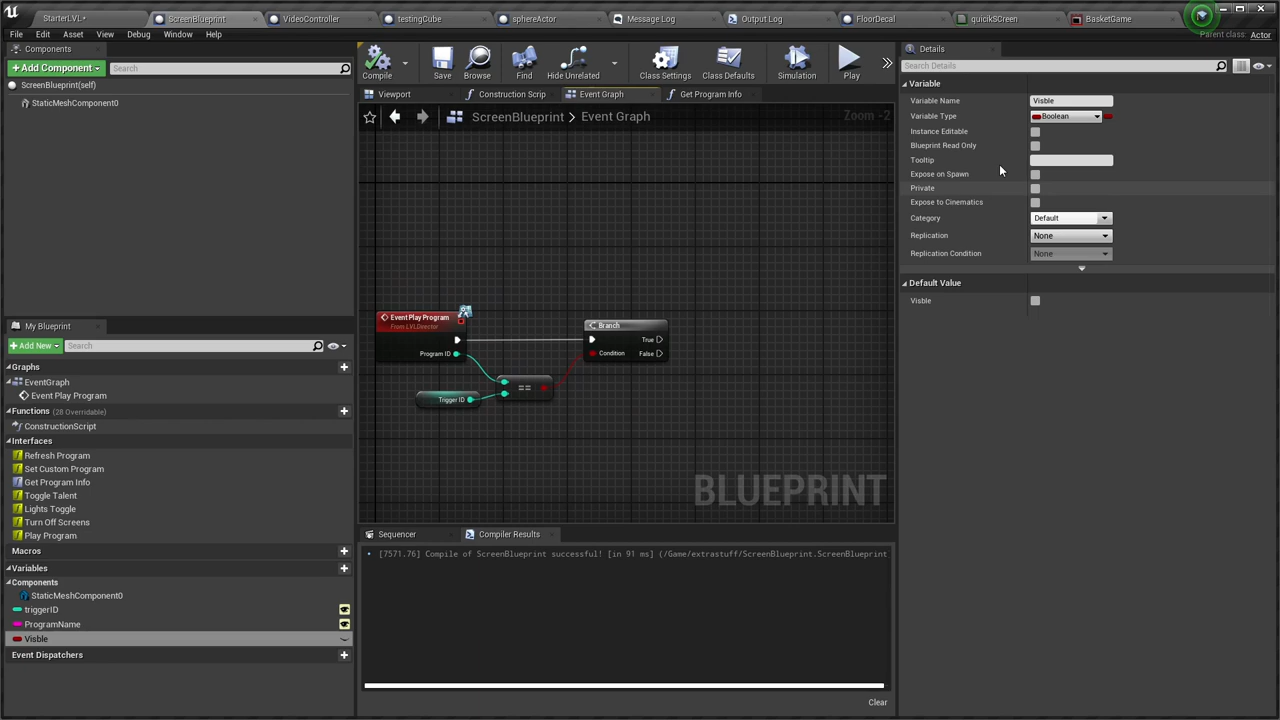 StarterLVL•
ScreenBlueprint
VideoController
testingCube
sphereActor
Message Log
Output Log
FloorDecal
quicikSCreen
BasketGame
File Edit Asset View Debug Window Help
Parent class: Actor
Components
+Add Component
Search
ScreenBlueprint(self)
StaticMeshComponent0
My Blueprint
+Add New
Search
Graphs
EventGraph
Event Play Program
Functions (28 Overridable)
ConstructionScript
Interfaces
Refresh Program
Set Custom Program
Get Program Info
Toggle Talent
Lights Toggle
Turn Off Screens
Play Program
Macros
Variables
Components
StaticMeshComponent0
triggerID
ProgramName
Visble
Event Dispatchers
Compile
Save
Browse
Find
Hide Unrelated
Class Settings
Class Defaults
Simulation
Play
Viewport
Construction Scrip
Event Graph
Get Program Info
ScreenBlueprint > Event Graph
Zoom -2
Event Play Program
From LVLDirector
Program ID
Trigger ID
==
Branch
True
Condition False
BLUEPRINT
Sequencer
Compiler Results
[7571.76] Compile of ScreenBlueprint successful! [in 91 ms] (/Game/extrastuff/ScreenBlueprint.ScreenBlueprint
Clear
Details
Search Details
Variable
Variable Name Visble
Variable Type Boolean
Instance Editable
Blueprint Read Only
Tooltip
Expose on Spawn
Private
Expose to Cinematics
Category Default
Replication None
Replication Condition None
Default Value
Visble